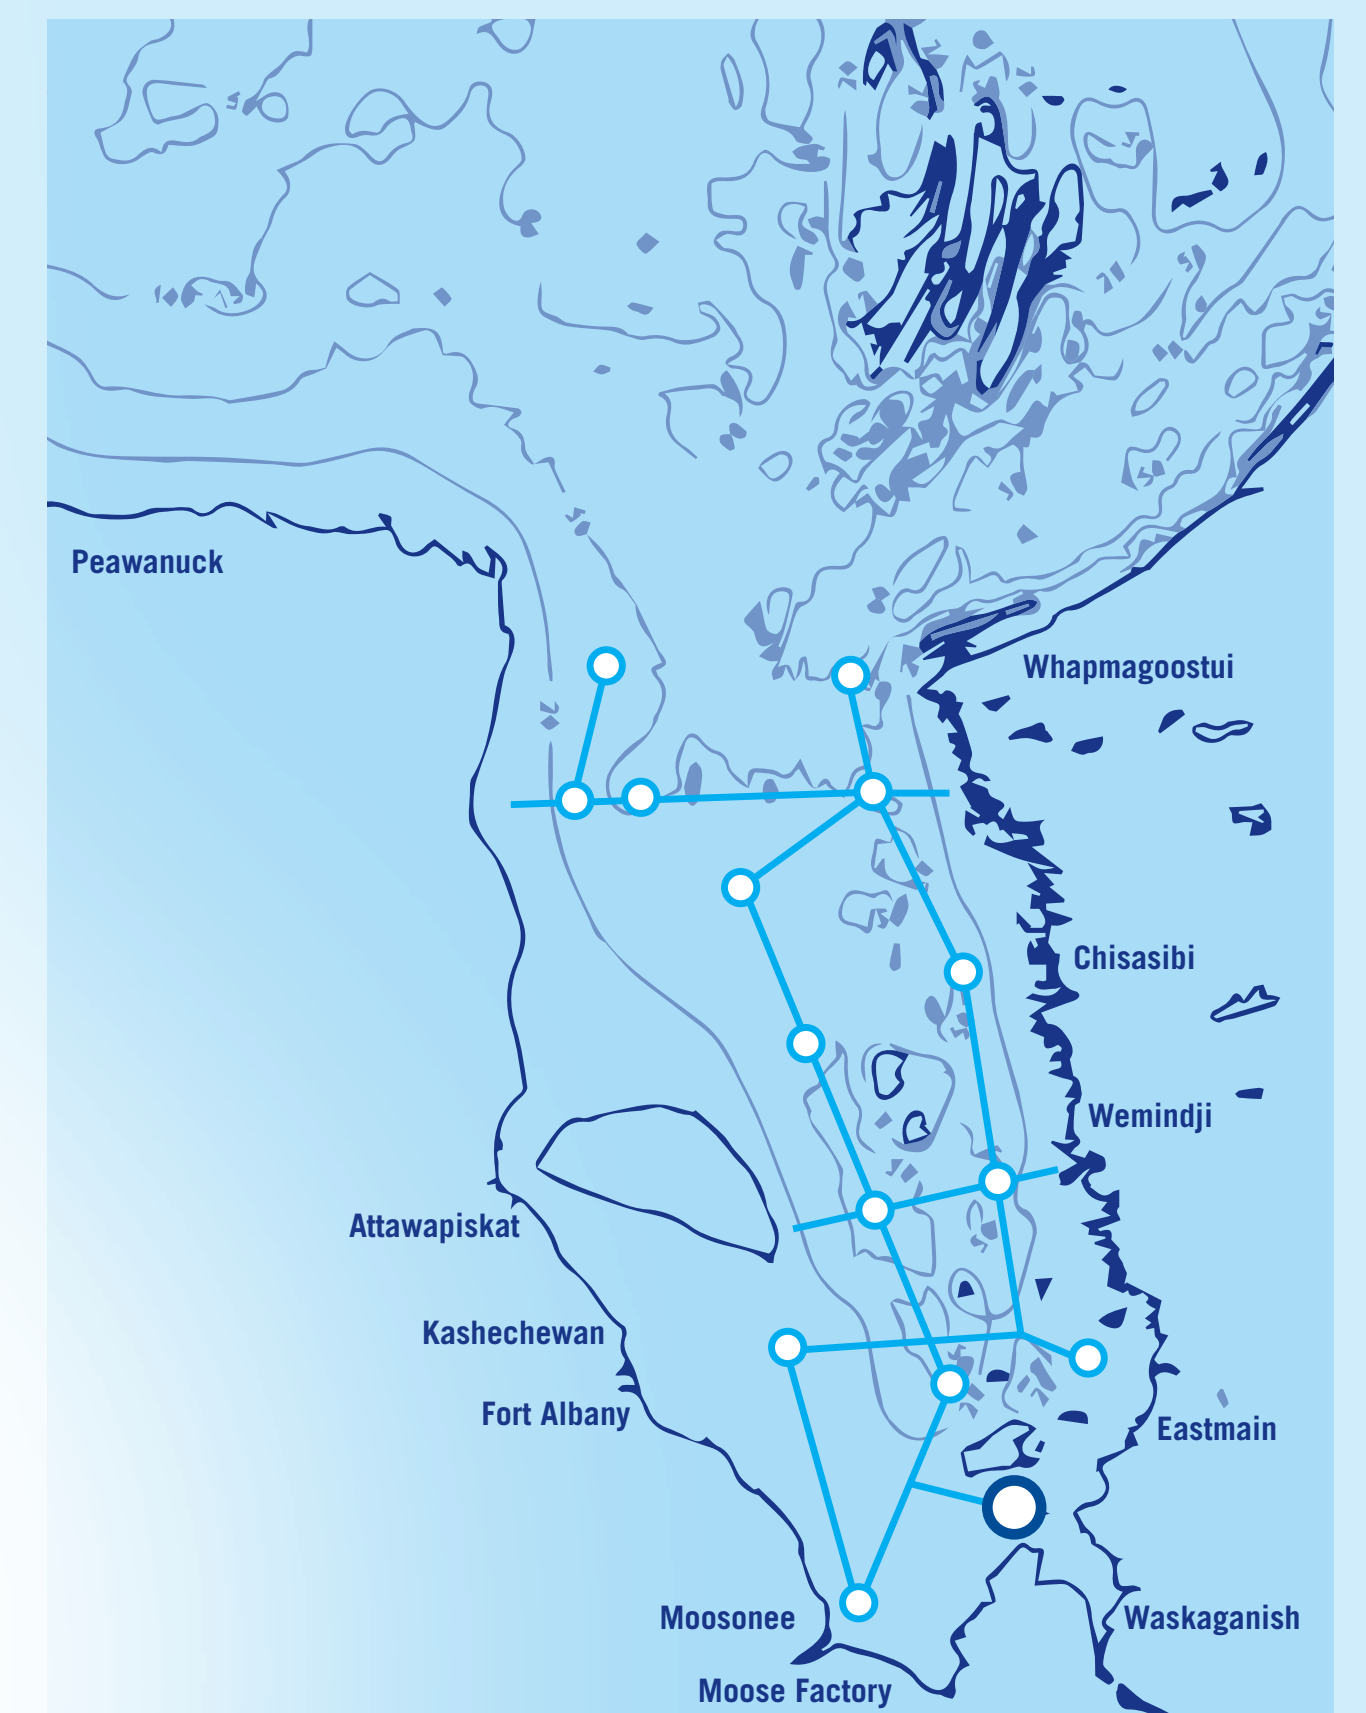 Peawanuck
Whapmagoostui
Chisasibi
Wemindji
Attawapiskat
Kashechewan
Fort Albany
Eastmain
Moosonee
Waskaganish
Moose Factory